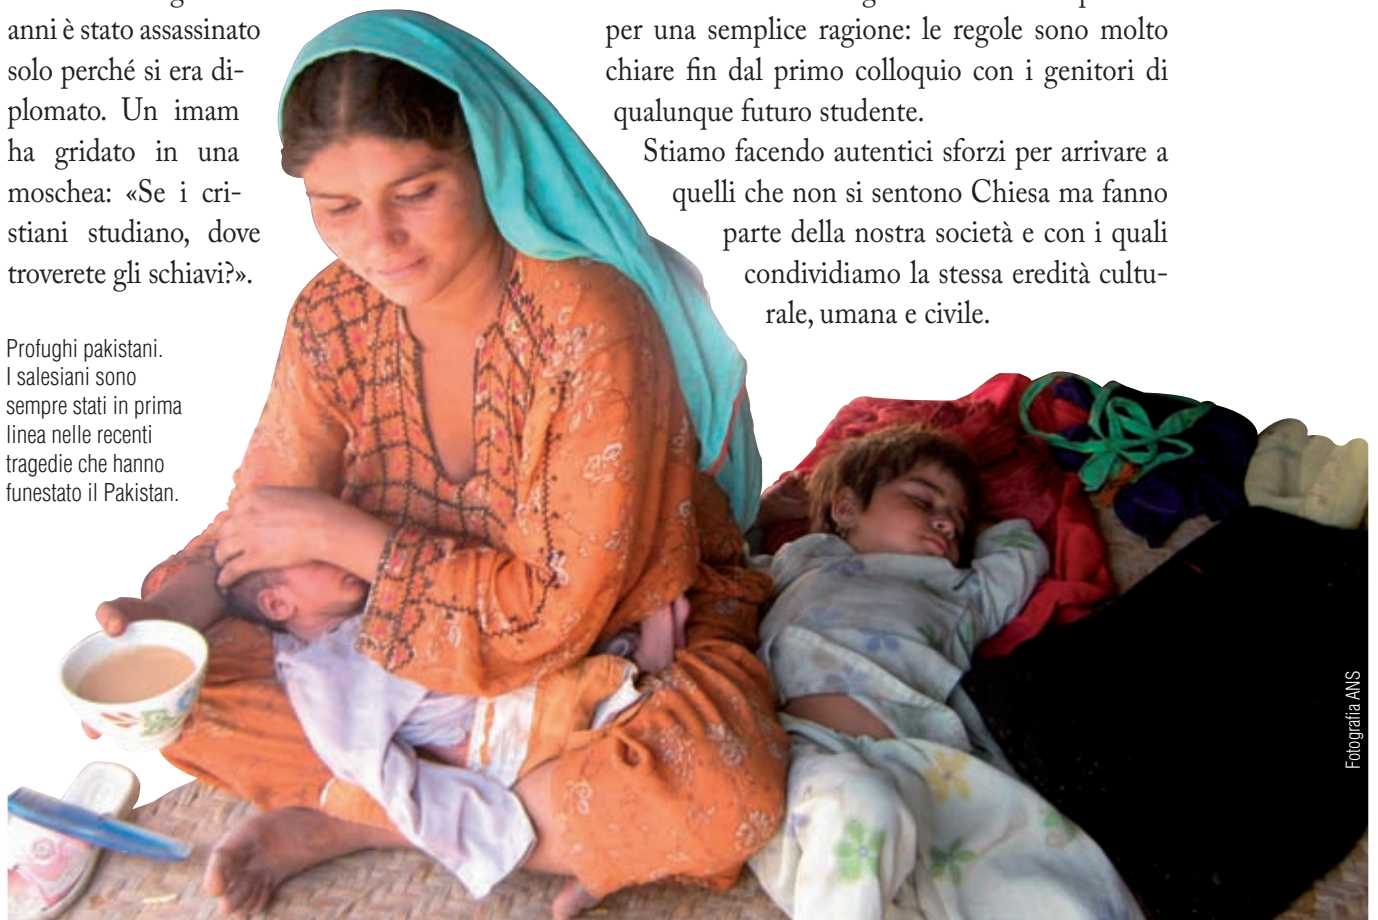 anni è stato assassinato
solo perché si era di-
plomato. Un imam
ha gridato in una
moschea: «Se i cri-
stiani studiano, dove
troverete gli schiavi?».
Profughi pakistani.
I salesiani sono
sempre stati in prima
linea nelle recenti
tragedie che hanno
funestato il Pakistan.
per una semplice ragione: le regole sono molto
chiare fin dal primo colloquio con i genitori di
qualunque futuro studente.
Stiamo facendo autentici sforzi per arrivare a
quelli che non si sentono Chiesa ma fanno
parte della nostra società e con i quali
condividiamo la stessa eredità cultu-
rale, umana e civile.
Fotografia ANS